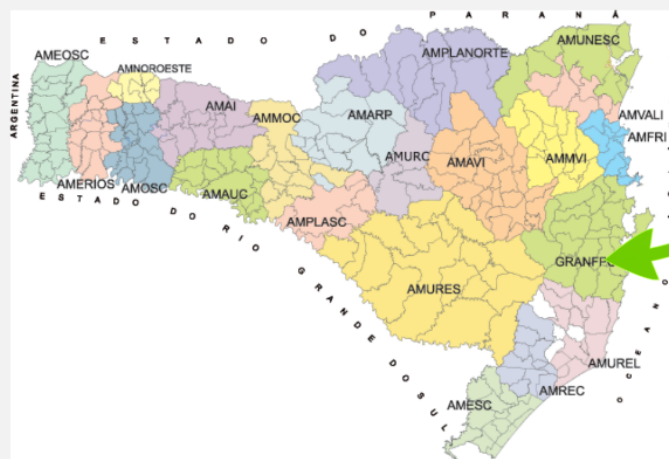 ESTADO DO PARANÁ
ARGENTINA
AMEOSC
AMNOROESTE
AMERIOS
AMOSC
AMAI
AMAUC
AMMOC
AMPLASC
AMARP
AMURC
AMPLANORTE
AMUNESC
AMVALI
AMFRI
AMMVI
AMAVI
AMURES
AMUREL
AMREC
AMESC
ESTADO DO RIO GRANDE DO SUL